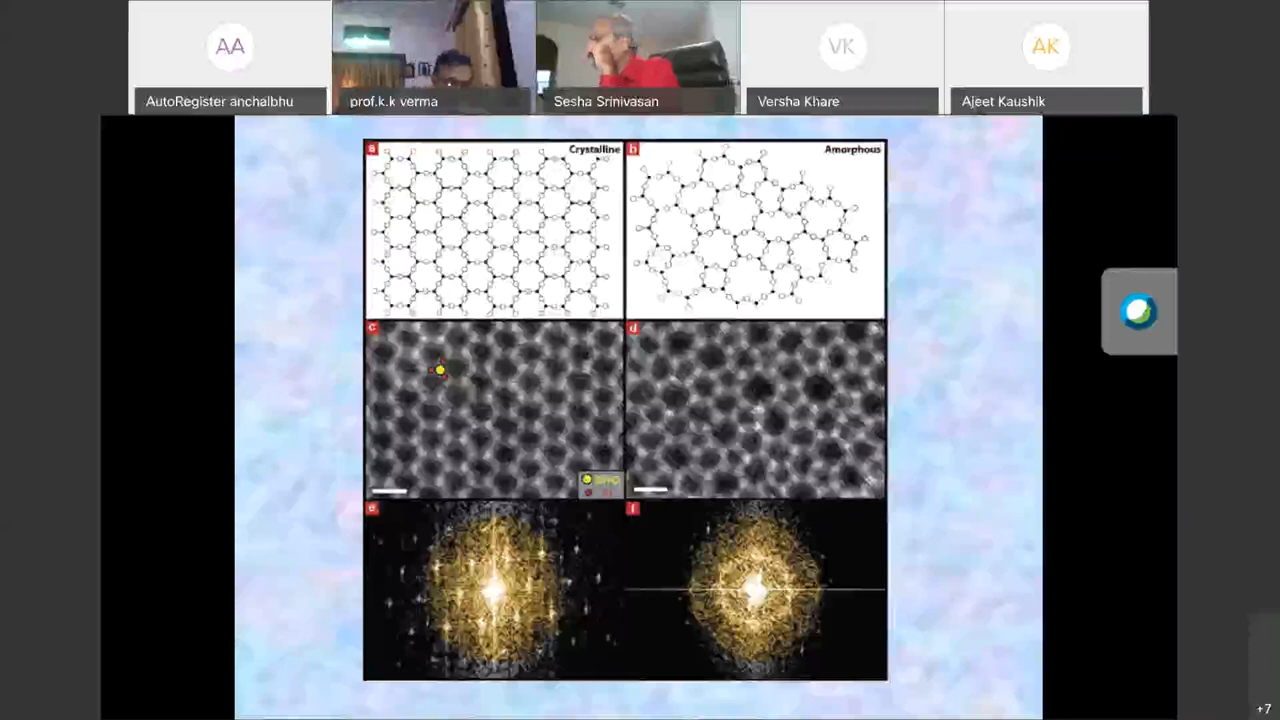 AA
VK
AK
AutoRegister anchalbhu
prof.k.k verma
Sesha Srinivasan
Versha Khare
Ajeet Kaushik
a
Crystalline
b
Amorphous
c
d
e
f
+7